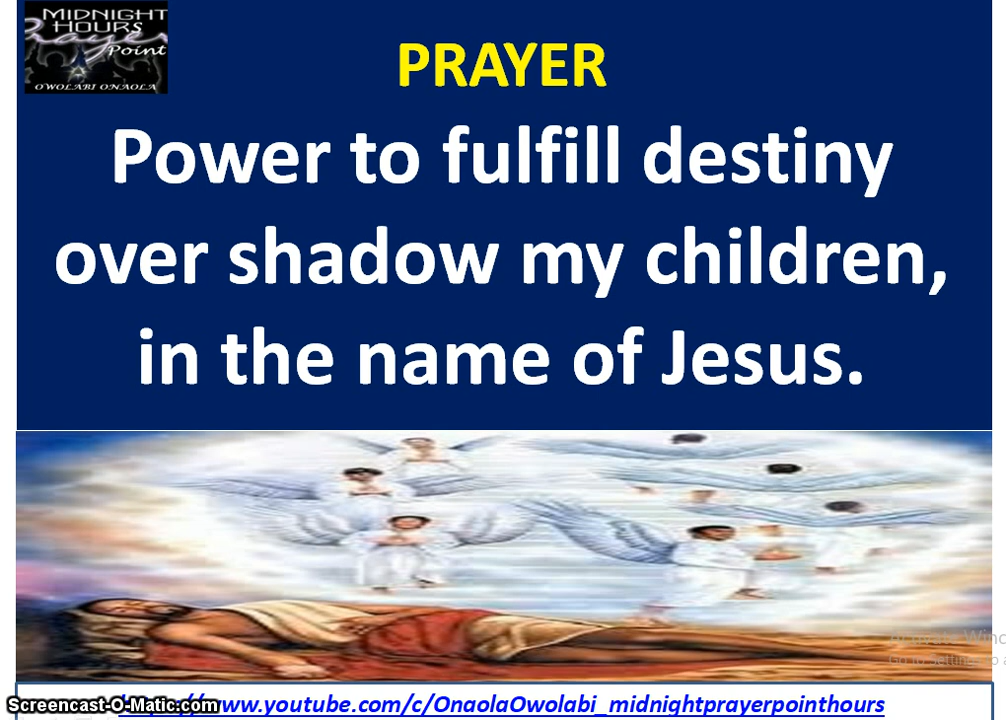 MIDNIGHT
HOURS
Prayer
Point
OWOLABI ONAOLA
PRAYER
Power to fulfill destiny
over shadow my children,
in the name of Jesus.
Screencast-O-Matic.com
www.youtube.com/c/OnaolaOwolabi_midnightprayerpointhours